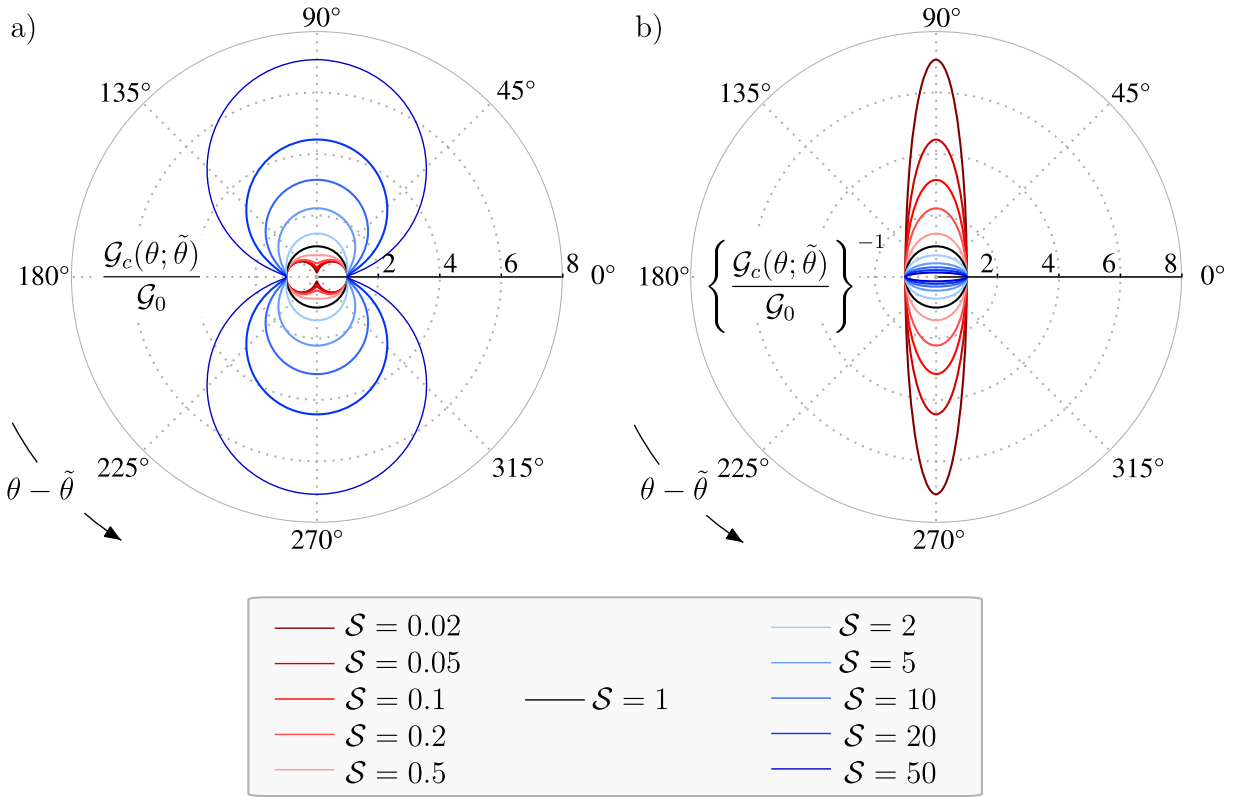 a)
90°
135°
45°
𝒢_c(θ; θ̃)
𝒢_0
180°
2 4 6 8
0°
225°
315°
θ − θ̃
270°
b)
90°
135°
45°
{𝒢_c(θ; θ̃)
𝒢_0}^{−1}
180°
2 4 6 8
0°
225°
315°
θ − θ̃
270°
𝒮 = 0.02
𝒮 = 0.05
𝒮 = 0.1
𝒮 = 0.2
𝒮 = 0.5
𝒮 = 1
𝒮 = 2
𝒮 = 5
𝒮 = 10
𝒮 = 20
𝒮 = 50